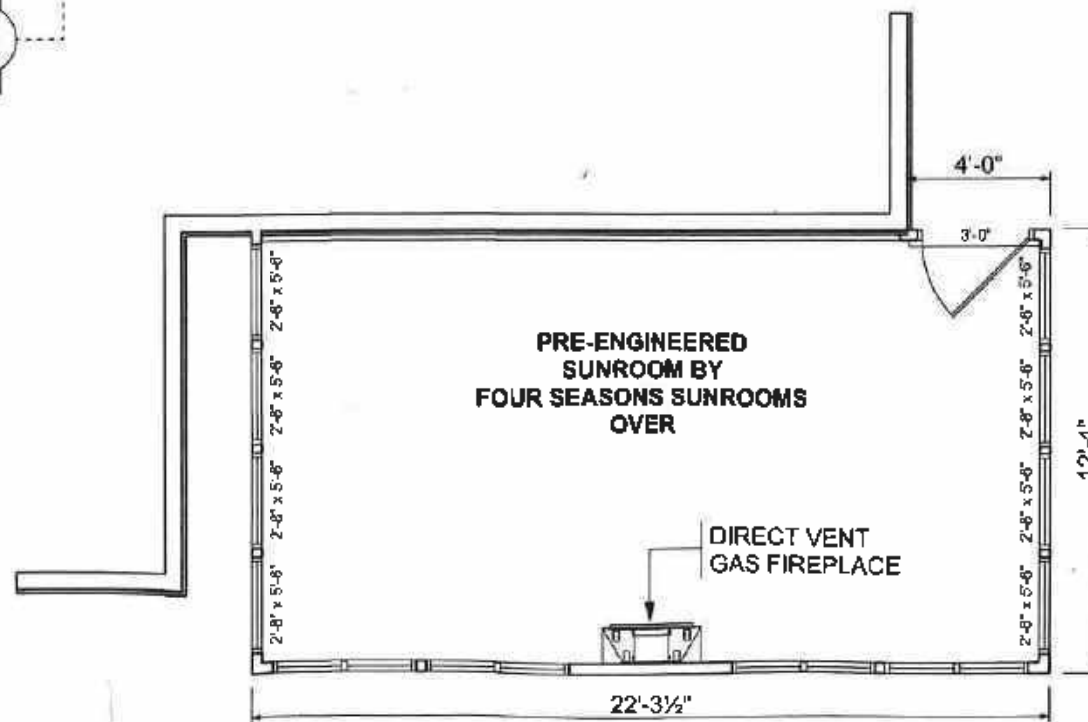 4'-0"
3'-0"
2'-8" x 5'-6"
2'-8" x 5'-6"
2'-8" x 5'-6"
2'-8" x 5'-6"
PRE-ENGINEERED
SUNROOM BY
FOUR SEASONS SUNROOMS
OVER
2'-8" x 5'-6"
2'-8" x 5'-6"
2'-8" x 5'-6"
2'-8" x 5'-6"
12'-4"
DIRECT VENT
GAS FIREPLACE
22'-3½"